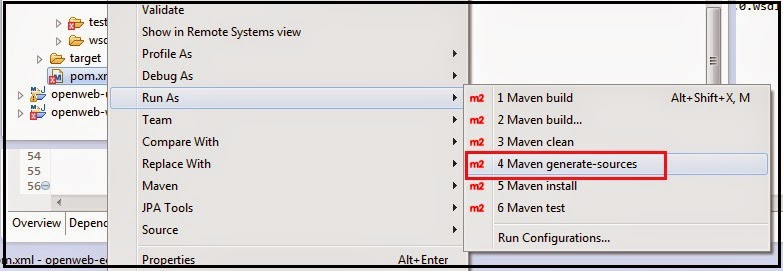 Validate
test
Show in Remote Systems view
wsd
Profile As
target
Debug As
pom.xm
Run As
openweb-
m2 1 Maven build Alt+Shift+X, M
openweb-
Team
m2 2 Maven build...
Compare With
m2 3 Maven clean
54
Replace With
m2 4 Maven generate-sources
55
Maven
m2 5 Maven install
56
JPA Tools
m2 6 Maven test
Overview Depend
Source
Run Configurations...
om.xml - openweb-e
Properties Alt+Enter
.0.wsdl